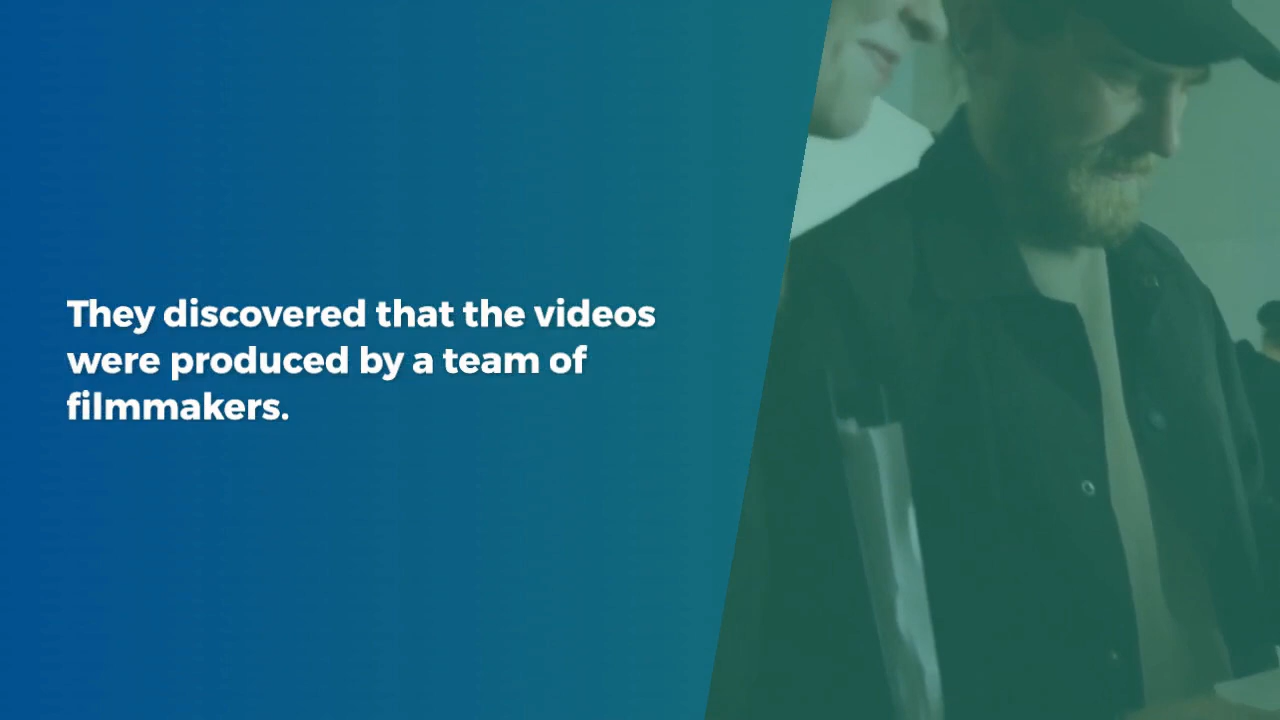 They discovered that the videos
were produced by a team of
filmmakers.